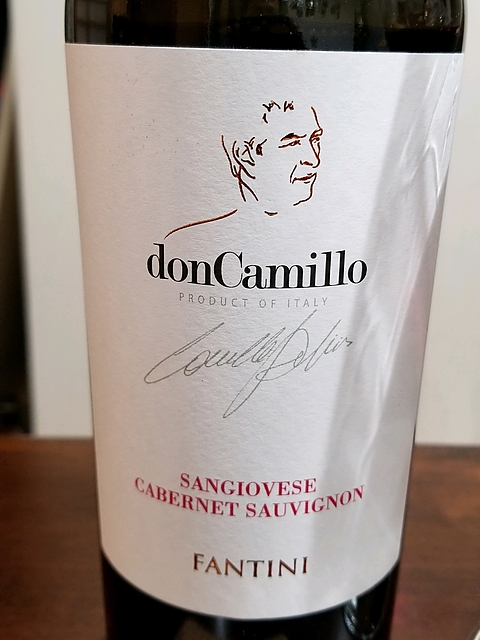 donCamillo
PRODUCT OF ITALY
SANGIOVESE
CABERNET SAUVIGNON
FANTINI